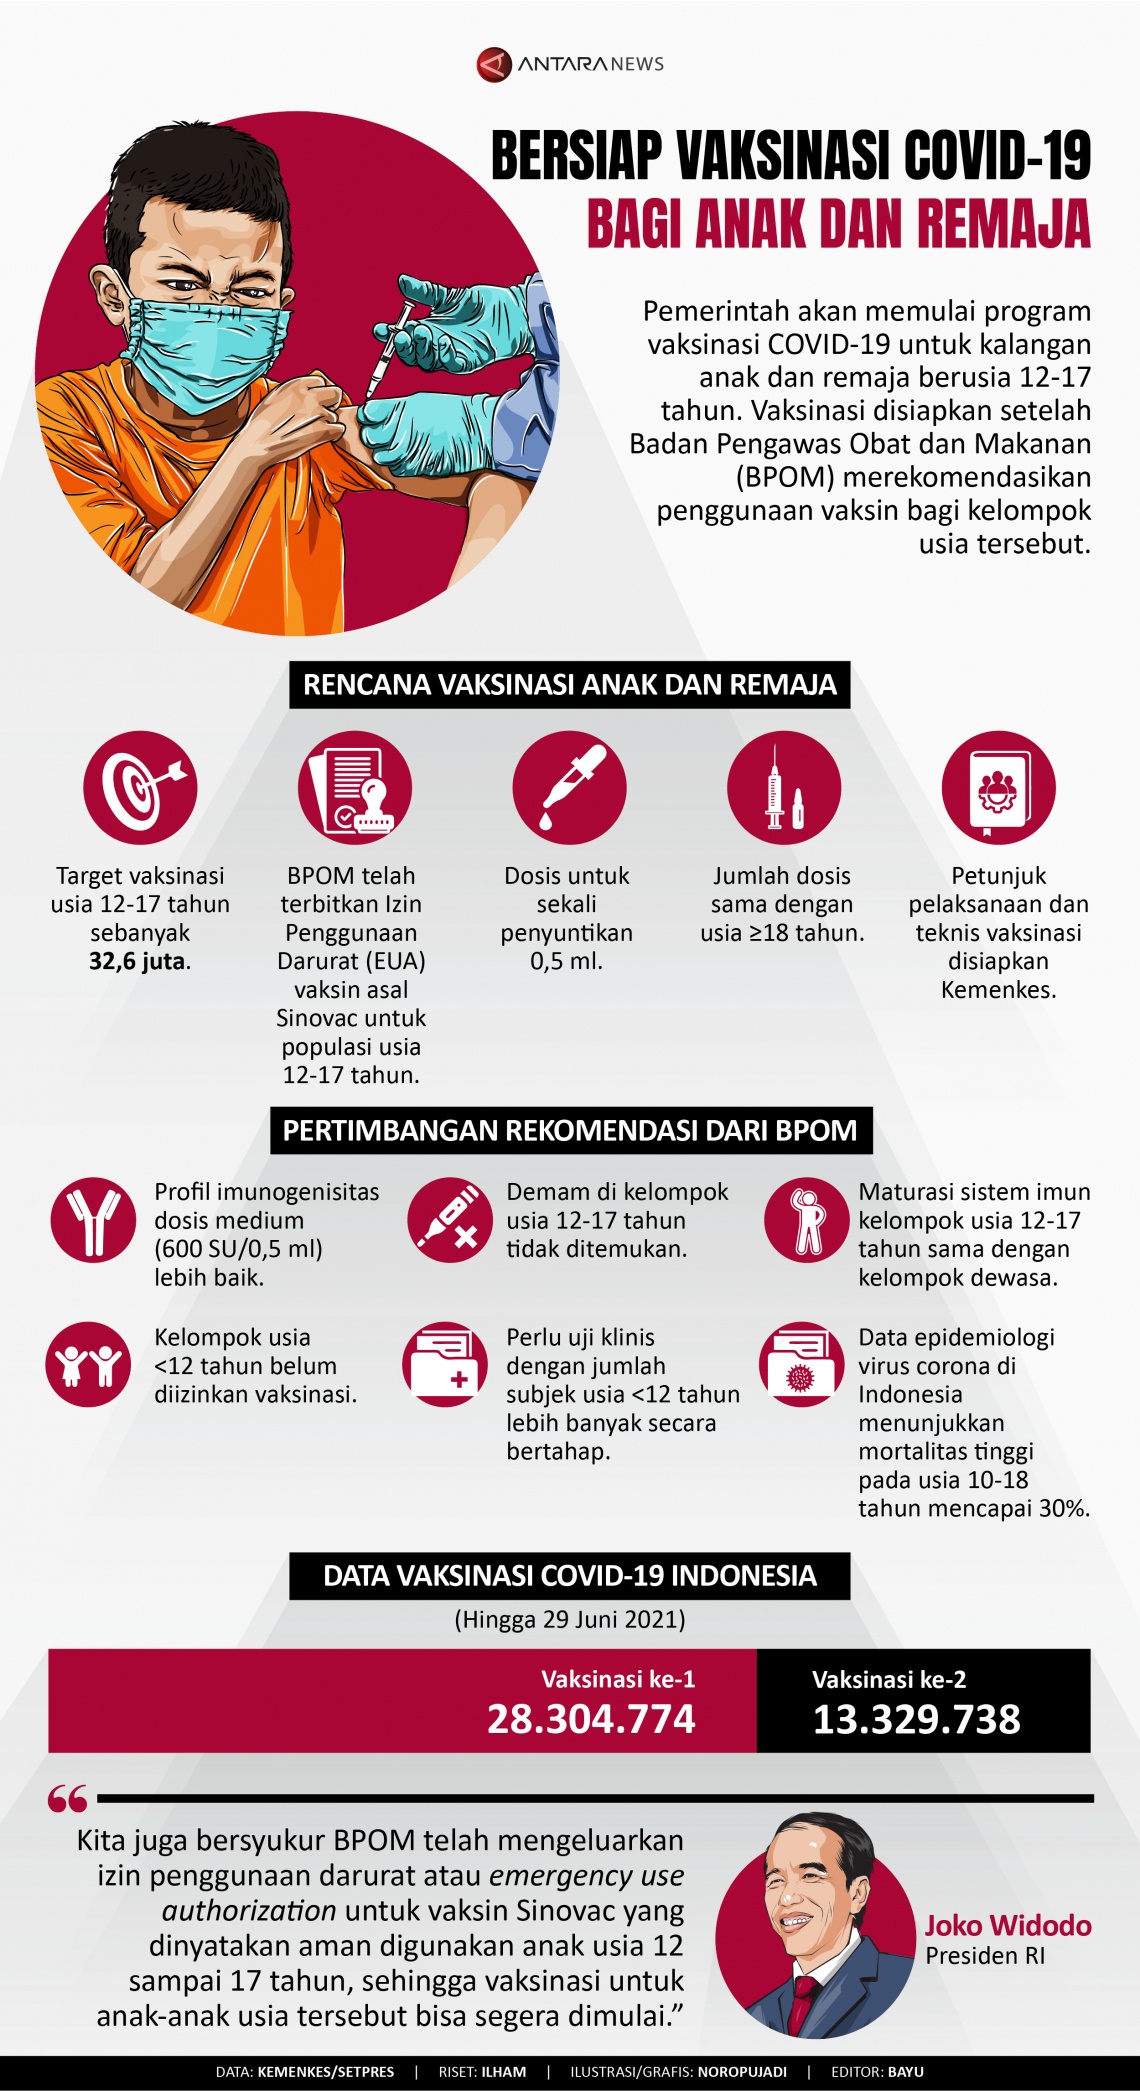 ANTARA NEWS
BERSIAP VAKSINASI COVID-19
BAGI ANAK DAN REMAJA
Pemerintah akan memulai program
vaksinasi COVID-19 untuk kalangan
anak dan remaja berusia 12-17
tahun. Vaksinasi disiapkan setelah
Badan Pengawas Obat dan Makanan
(BPOM) merekomendasikan
penggunaan vaksin bagi kelompok
usia tersebut.
RENCANA VAKSINASI ANAK DAN REMAJA
Target vaksinasi
usia 12-17 tahun
sebanyak
32,6 juta.
BPOM telah
terbitkan Izin
Penggunaan
Darurat (EUA)
vaksin asal
Sinovac untuk
populasi usia
12-17 tahun.
Dosis untuk
sekali
penyuntikan
0,5 ml.
Jumlah dosis
sama dengan
usia ≥18 tahun.
Petunjuk
pelaksanaan dan
teknis vaksinasi
disiapkan
Kemenkes.
PERTIMBANGAN REKOMENDASI DARI BPOM
Profil imunogenisitas
dosis medium
(600 SU/0,5 ml)
lebih baik.
Demam di kelompok
usia 12-17 tahun
tidak ditemukan.
Maturasi sistem imun
kelompok usia 12-17
tahun sama dengan
kelompok dewasa.
Kelompok usia
<12 tahun belum
diizinkan vaksinasi.
Perlu uji klinis
dengan jumlah
subjek usia <12 tahun
lebih banyak secara
bertahap.
Data epidemiologi
virus corona di
Indonesia
menunjukkan
mortalitas tinggi
pada usia 10-18
tahun mencapai 30%.
DATA VAKSINASI COVID-19 INDONESIA
(Hingga 29 Juni 2021)
Vaksinasi ke-1
28.304.774
Vaksinasi ke-2
13.329.738
“
Kita juga bersyukur BPOM telah mengeluarkan
izin penggunaan darurat atau emergency use
authorization untuk vaksin Sinovac yang
dinyatakan aman digunakan anak usia 12
sampai 17 tahun, sehingga vaksinasi untuk
anak-anak usia tersebut bisa segera dimulai.”
Joko Widodo
Presiden RI
DATA: KEMENKES/SETPRES | RISET: ILHAM | ILUSTRASI/GRAFIS: NOROPUJADI | EDITOR: BAYU